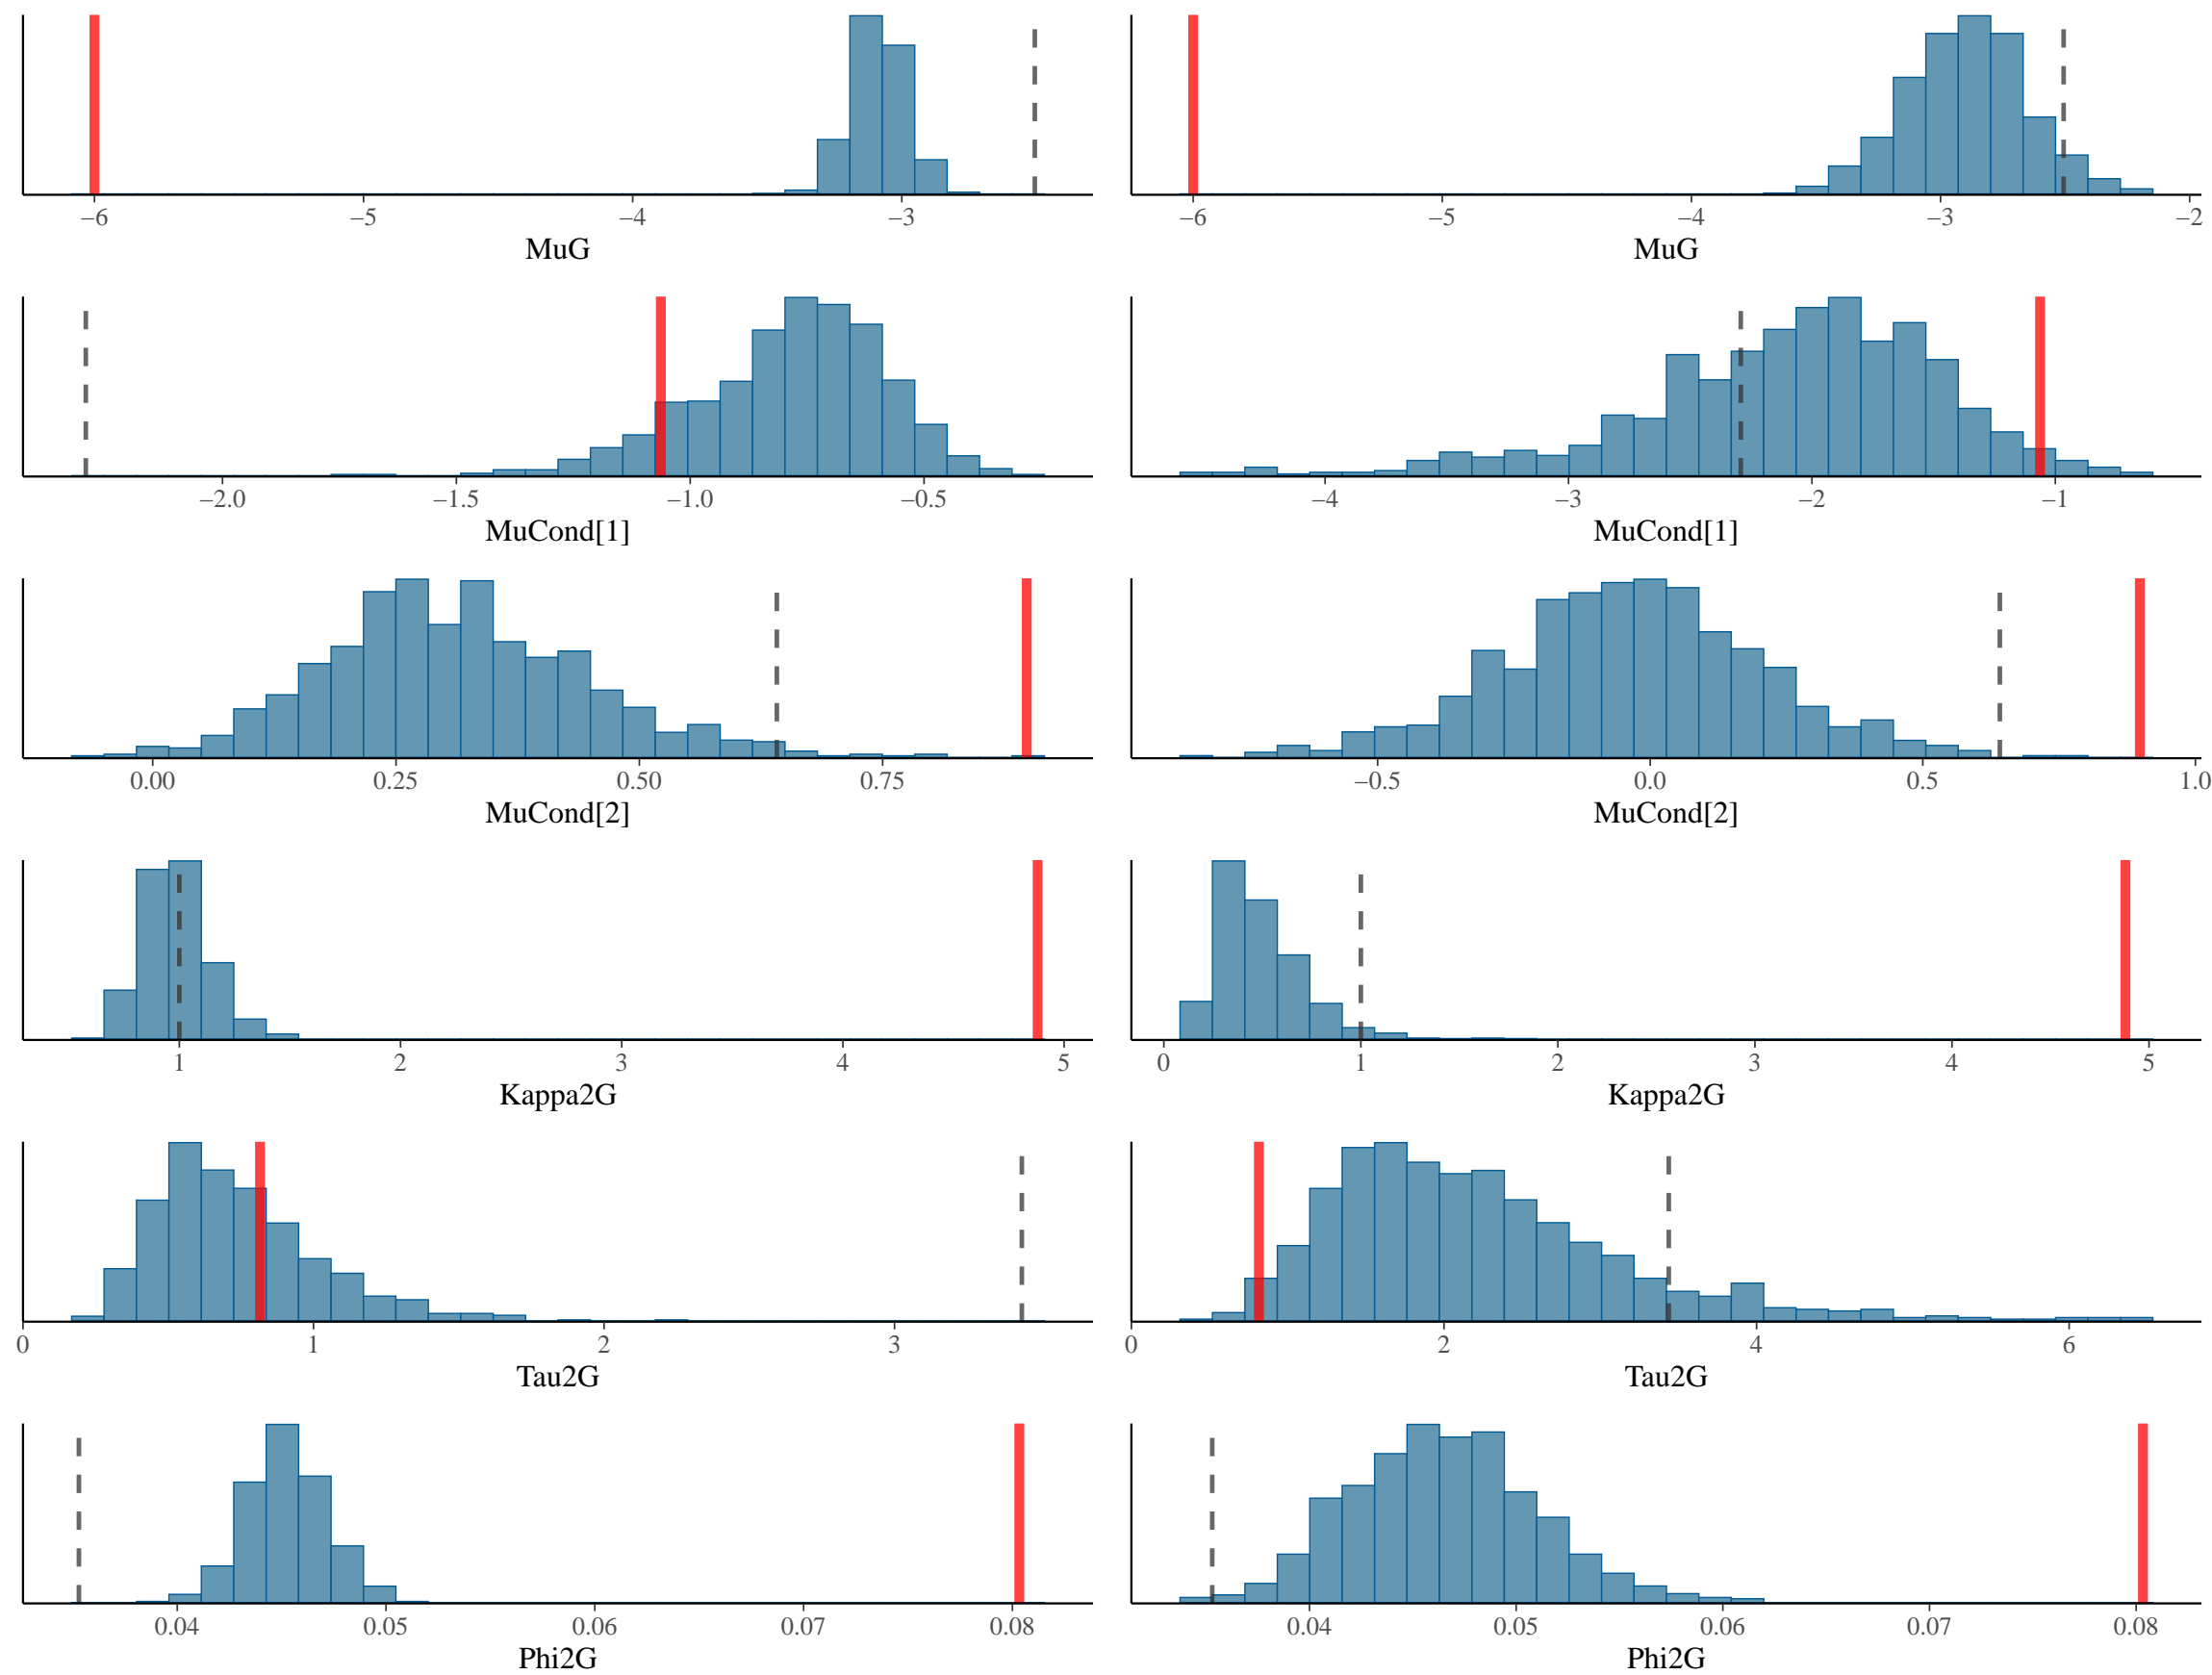 −6 −5 −4 −3
MuG
−6 −5 −4 −3 −2
MuG
−2.0 −1.5 −1.0 −0.5
MuCond[1]
−4 −3 −2 −1
MuCond[1]
0.00 0.25 0.50 0.75
MuCond[2]
−0.5 0.0 0.5 1.0
MuCond[2]
1 2 3 4 5
Kappa2G
0 1 2 3 4 5
Kappa2G
0 1 2 3
Tau2G
0 2 4 6
Tau2G
0.04 0.05 0.06 0.07 0.08
Phi2G
0.04 0.05 0.06 0.07 0.08
Phi2G